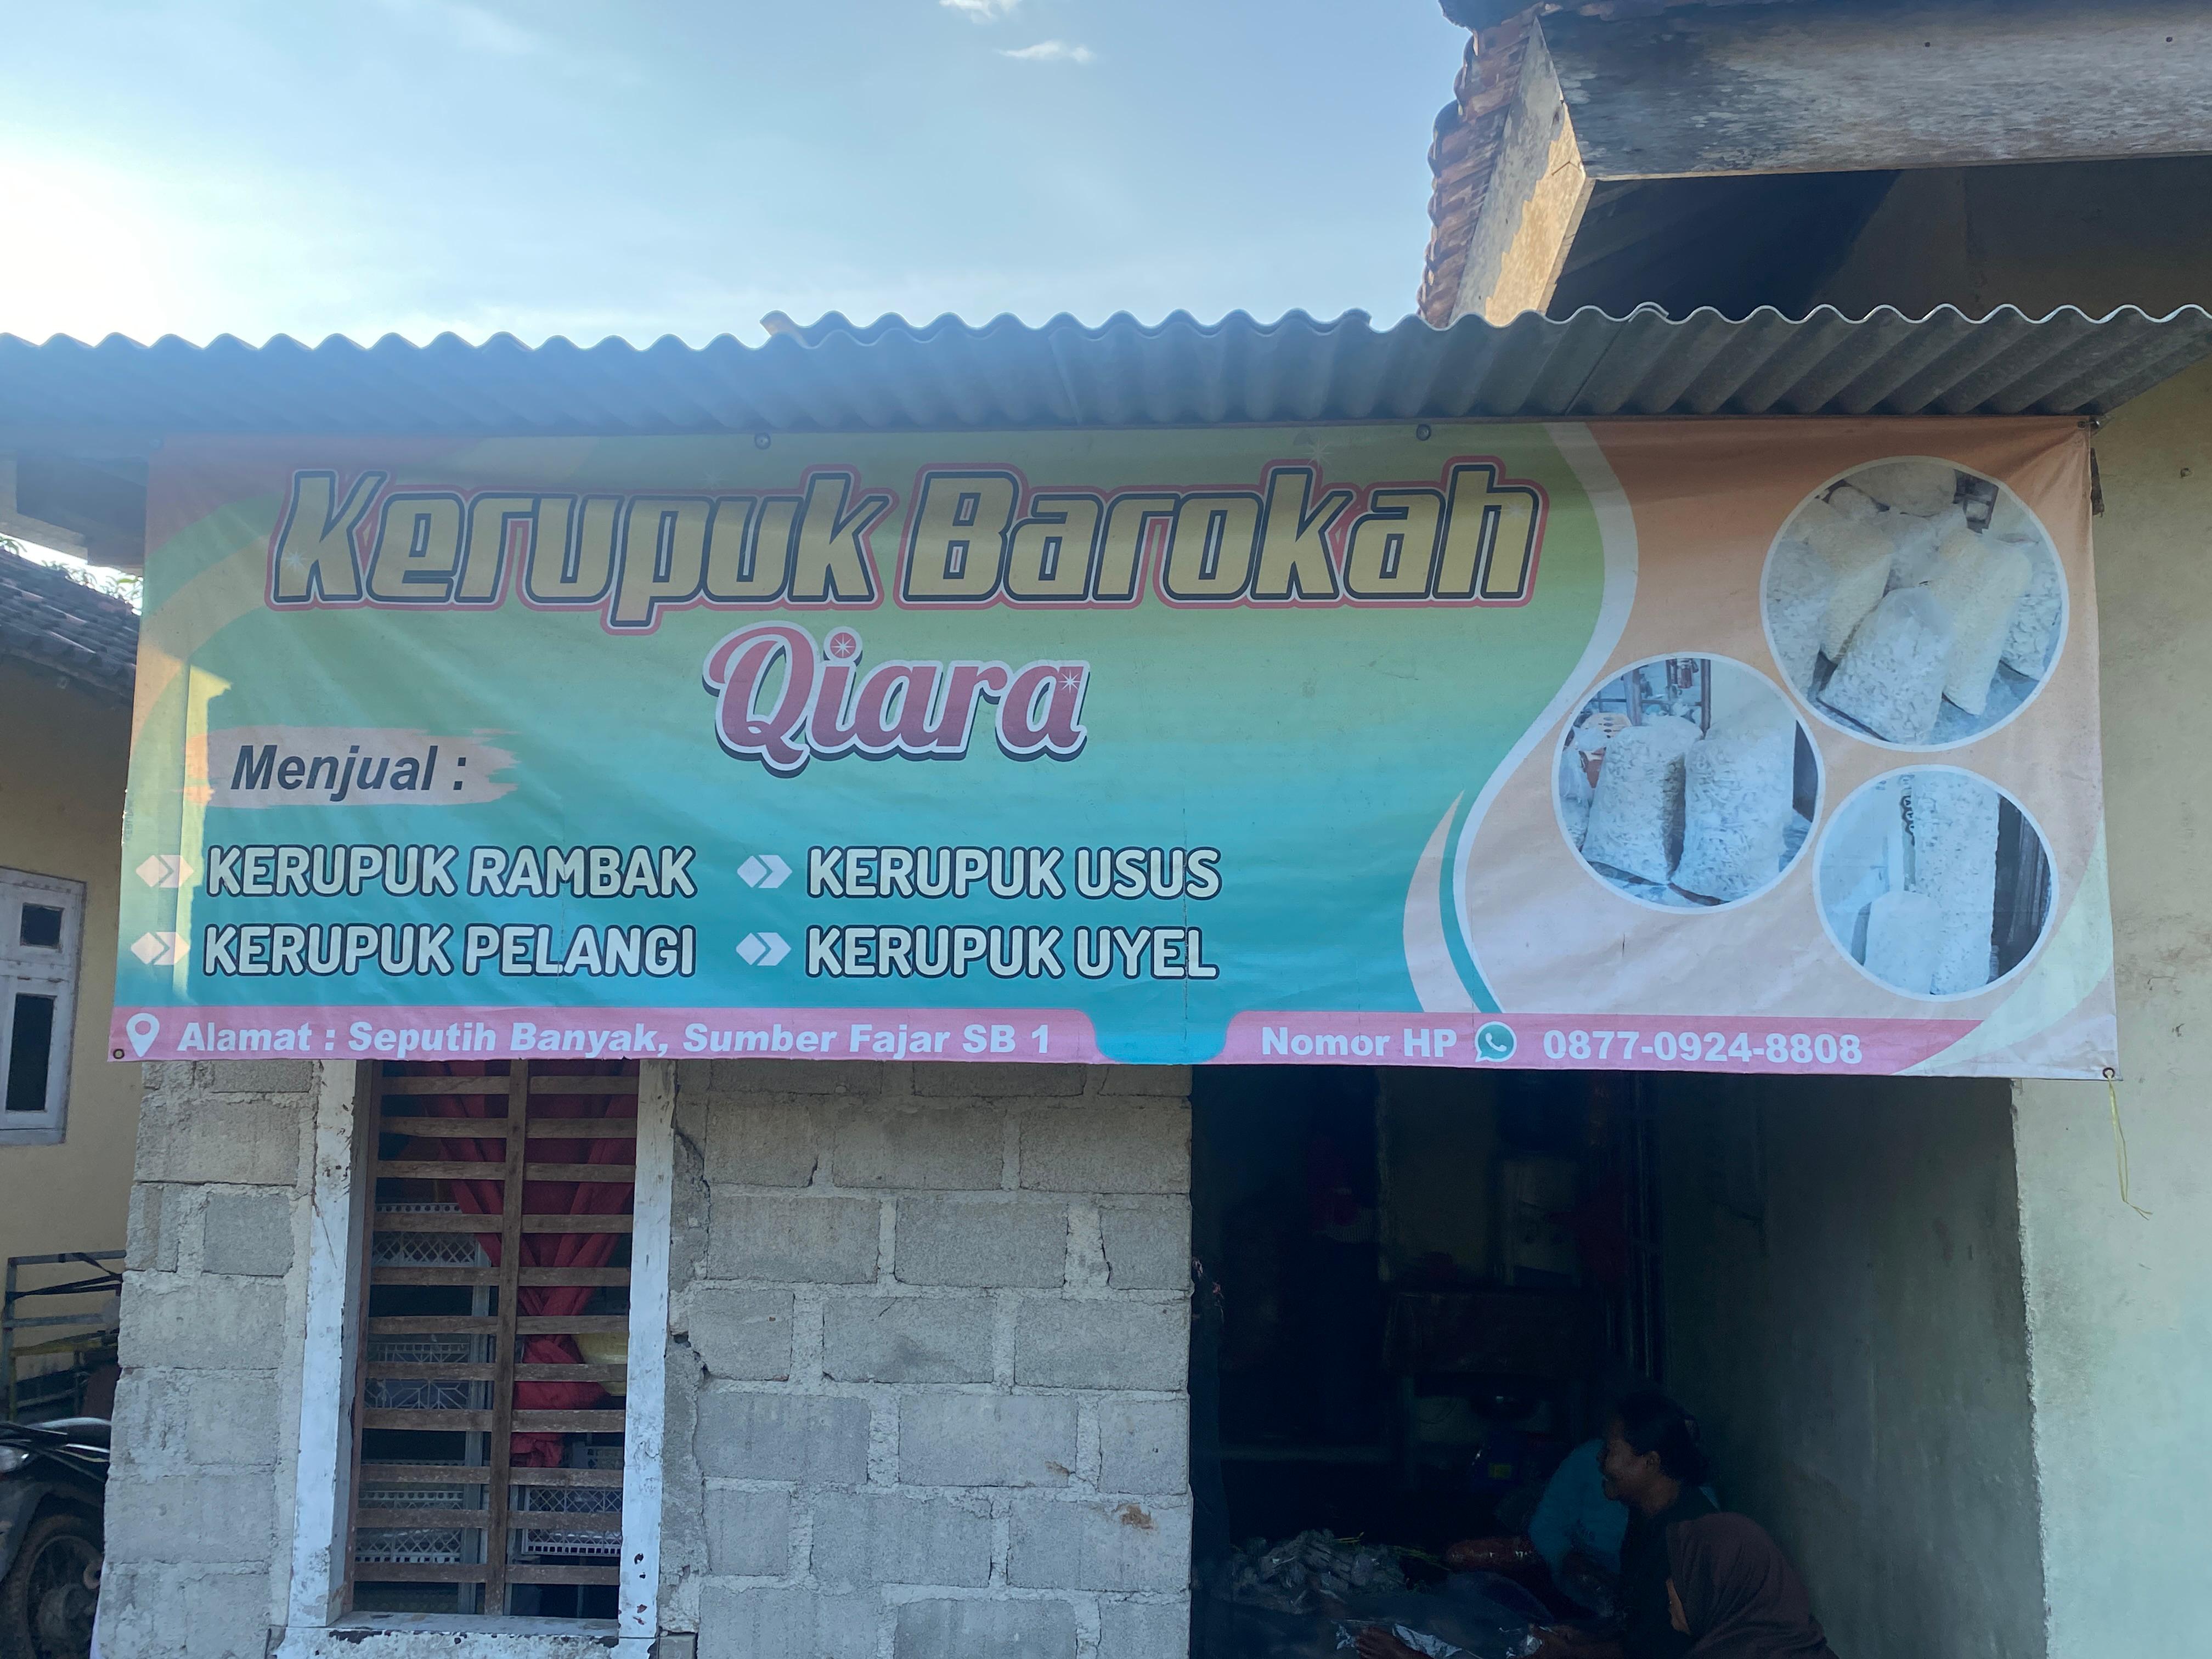 Kerupuk Barokah
Qiara
Menjual :
KERUPUK RAMBAK
KERUPUK USUS
KERUPUK PELANGI
KERUPUK UYEL
Alamat : Seputih Banyak, Sumber Fajar SB 1
Nomor HP 0877-0924-8808